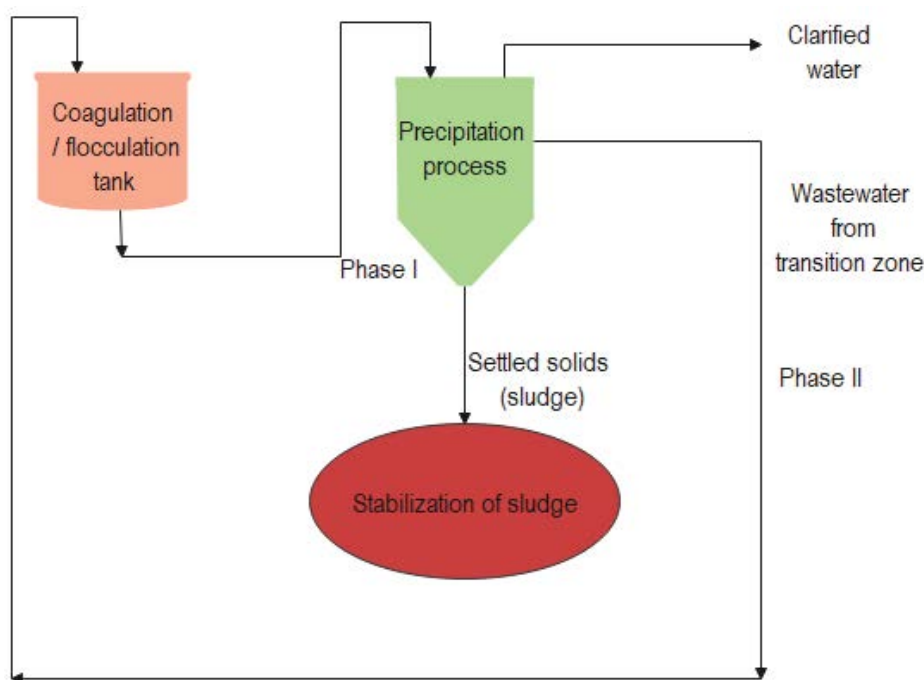 Clarified
water
Coagulation
/ flocculation
tank
Precipitation
process
Wastewater
from
transition zone
Phase I
Settled solids
(sludge)
Phase II
Stabilization of sludge